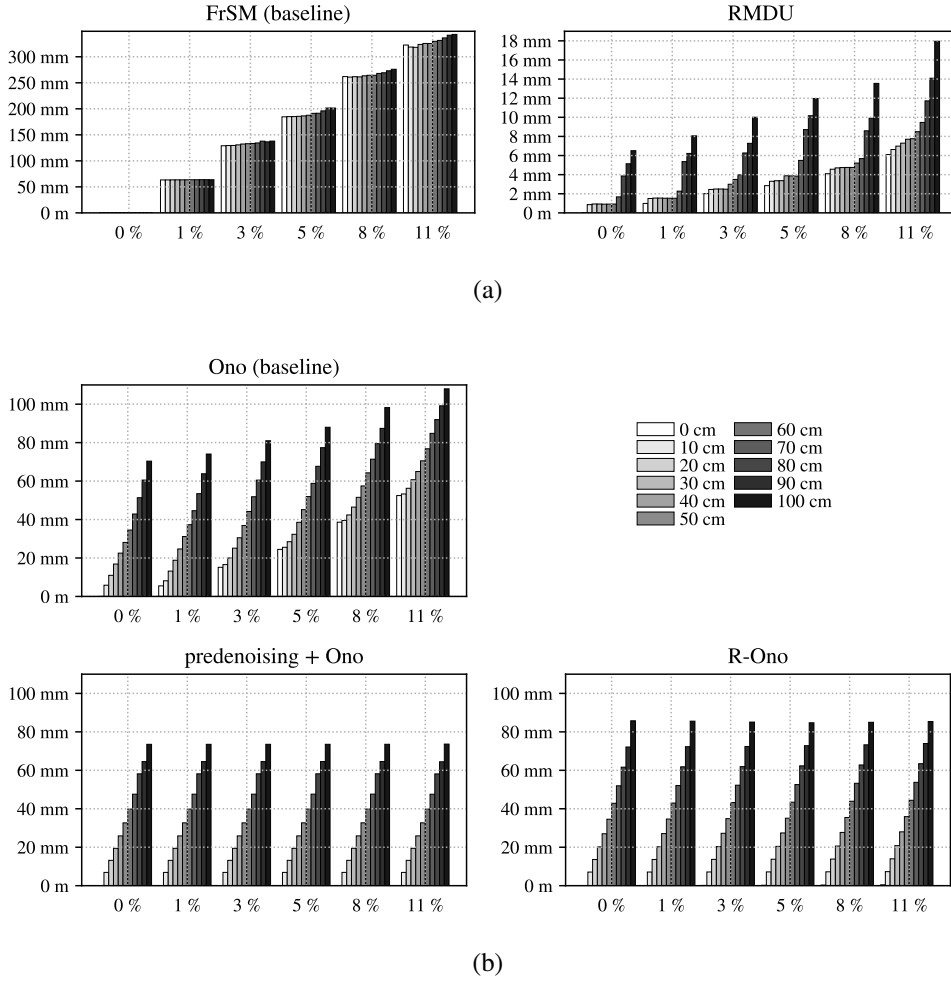 FrSM (baseline)
300 mm
250 mm
200 mm
150 mm
100 mm
50 mm
0 m
0 %
1 %
3 %
5 %
8 %
11 %
RMDU
18 mm
16 mm
14 mm
12 mm
10 mm
8 mm
6 mm
4 mm
2 mm
0 m
0 %
1 %
3 %
5 %
8 %
11 %
(a)
Ono (baseline)
100 mm
80 mm
60 mm
40 mm
20 mm
0 m
0 %
1 %
3 %
5 %
8 %
11 %
0 cm
10 cm
20 cm
30 cm
40 cm
50 cm
60 cm
70 cm
80 cm
90 cm
100 cm
predenoising + Ono
100 mm
80 mm
60 mm
40 mm
20 mm
0 m
0 %
1 %
3 %
5 %
8 %
11 %
R-Ono
100 mm
80 mm
60 mm
40 mm
20 mm
0 m
0 %
1 %
3 %
5 %
8 %
11 %
(b)